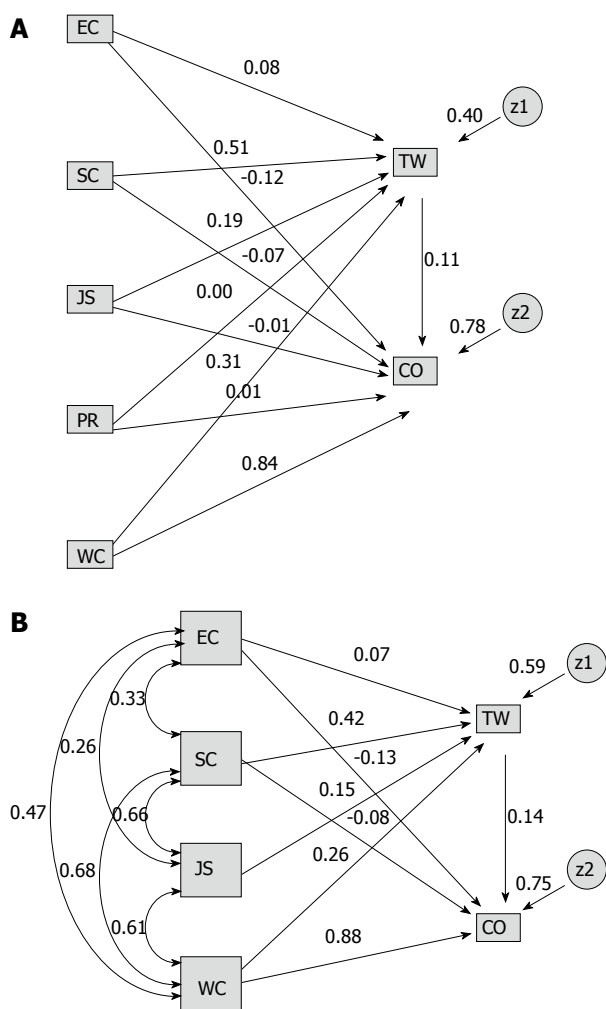 A
EC
0.08
z1
0.40
0.51
TW
SC
-0.12
0.19
-0.07
0.11
JS
0.00
z2
-0.01
0.78
0.31
CO
0.01
PR
0.84
WC
B
EC
0.07
z1
0.59
0.33
0.42
TW
0.26
SC
-0.13
0.15
0.47
0.66
-0.08
0.14
JS
0.26
z2
0.68
0.75
0.61
0.88
CO
WC